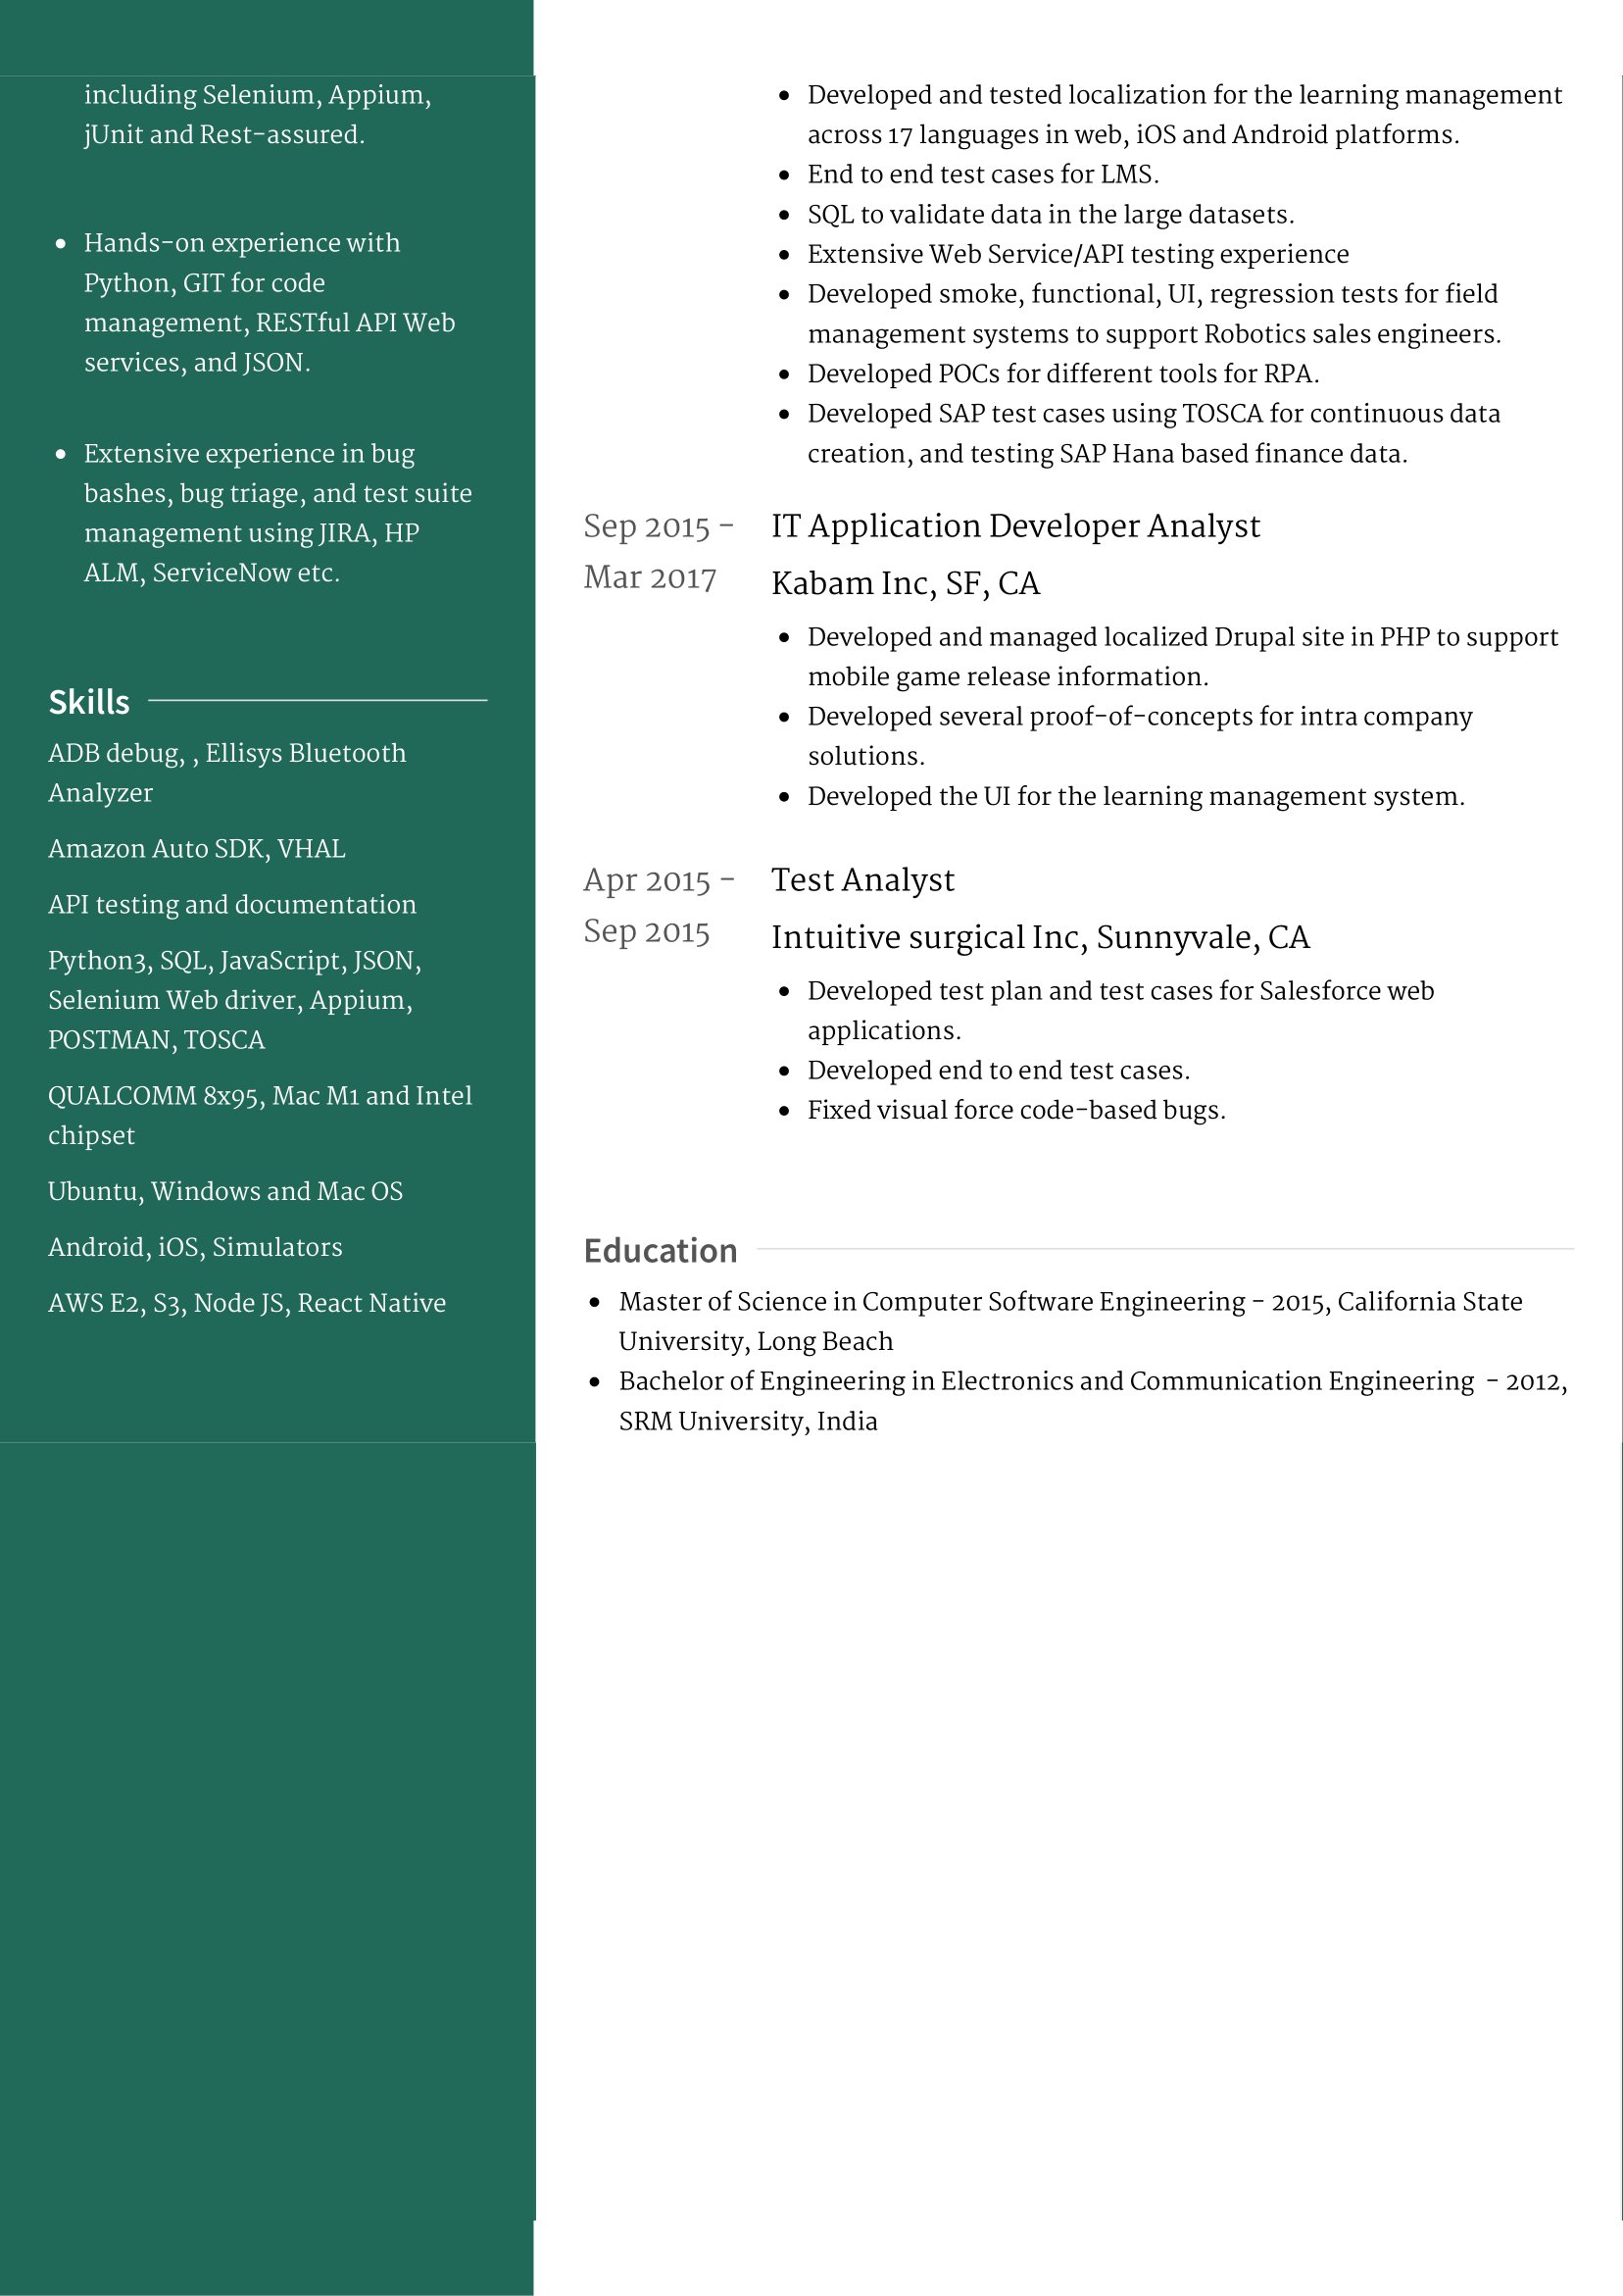 including Selenium, Appium,
jUnit and Rest-assured.
• Hands-on experience with
Python, GIT for code
management, RESTful API Web
services, and JSON.
• Extensive experience in bug
bashes, bug triage, and test suite
management using JIRA, HP
ALM, ServiceNow etc.
Skills
ADB debug, , Ellisys Bluetooth
Analyzer
Amazon Auto SDK, VHAL
API testing and documentation
Python3, SQL, JavaScript, JSON,
Selenium Web driver, Appium,
POSTMAN, TOSCA
QUALCOMM 8x95, Mac M1 and Intel
chipset
Ubuntu, Windows and Mac OS
Android, iOS, Simulators
AWS E2, S3, Node JS, React Native
• Developed and tested localization for the learning management
across 17 languages in web, iOS and Android platforms.
• End to end test cases for LMS.
• SQL to validate data in the large datasets.
• Extensive Web Service/API testing experience
• Developed smoke, functional, UI, regression tests for field
management systems to support Robotics sales engineers.
• Developed POCs for different tools for RPA.
• Developed SAP test cases using TOSCA for continuous data
creation, and testing SAP Hana based finance data.
Sep 2015 -
Mar 2017
IT Application Developer Analyst
Kabam Inc, SF, CA
• Developed and managed localized Drupal site in PHP to support
mobile game release information.
• Developed several proof-of-concepts for intra company
solutions.
• Developed the UI for the learning management system.
Apr 2015 -
Sep 2015
Test Analyst
Intuitive surgical Inc, Sunnyvale, CA
• Developed test plan and test cases for Salesforce web
applications.
• Developed end to end test cases.
• Fixed visual force code-based bugs.
Education
• Master of Science in Computer Software Engineering - 2015, California State
University, Long Beach
• Bachelor of Engineering in Electronics and Communication Engineering - 2012,
SRM University, India